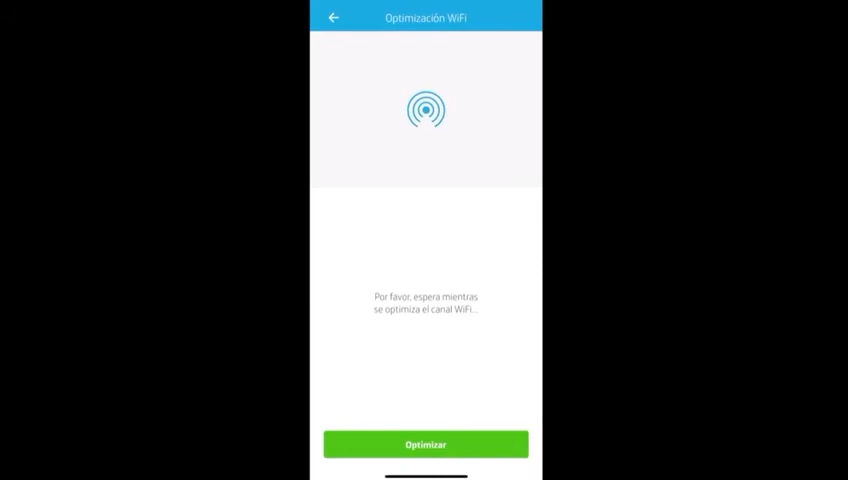 Optimización WiFi
Por favor, espera mientras
se optimiza el canal WiFi...
Optimizar